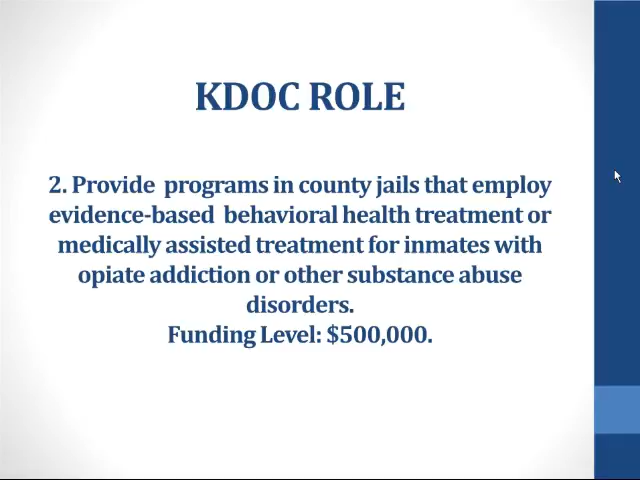 KDOC ROLE
2. Provide programs in county jails that employ
evidence-based behavioral health treatment or
medically assisted treatment for inmates with
opiate addiction or other substance abuse
disorders.
Funding Level: $500,000.